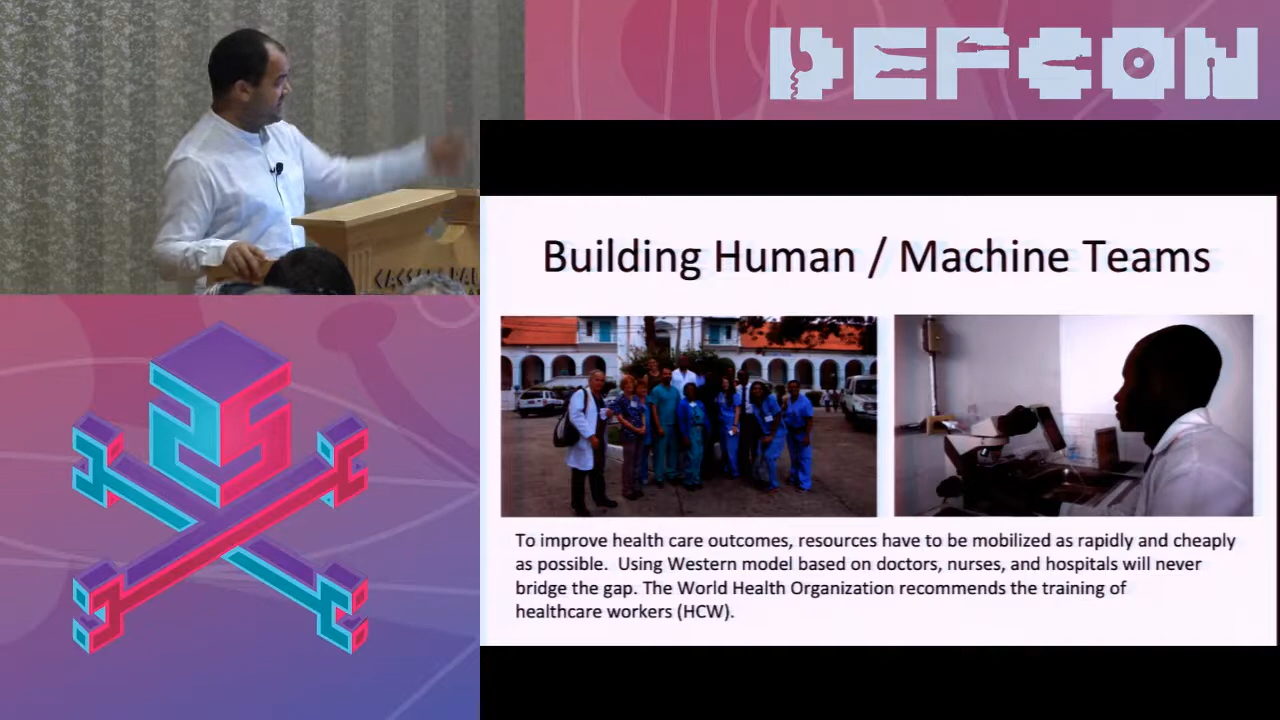 DEFCON
25
Building Human / Machine Teams
To improve health care outcomes, resources have to be mobilized as rapidly and cheaply
as possible.  Using Western model based on doctors, nurses, and hospitals will never
bridge the gap. The World Health Organization recommends the training of
healthcare workers (HCW).